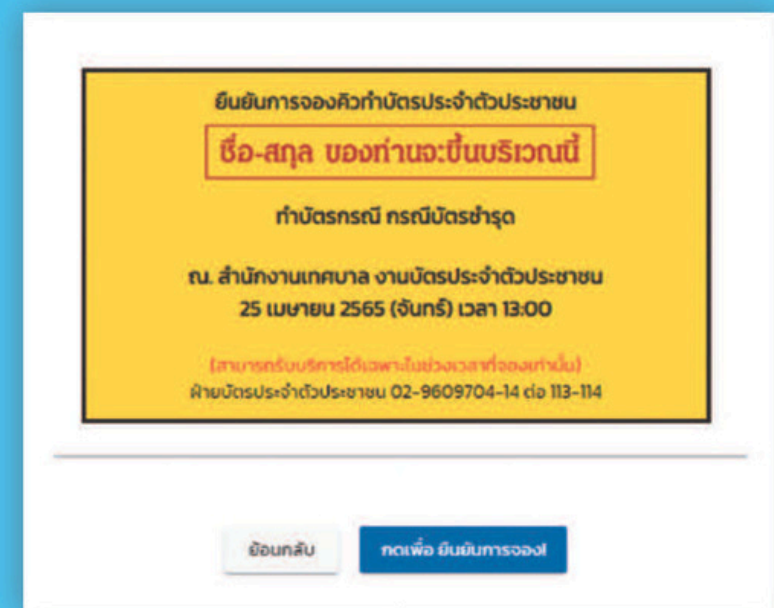 ยืนยันการจองคิวทำบัตรประจำตัวประชาชน
ชื่อ-สกุล ของท่านจะขึ้นบริเวณนี้
ทำบัตรกรณี กรณีบัตรชำรุด
ณ. สำนักงานเทศบาล งานบัตรประจำตัวประชาชน
25 เมษายน 2565 (จันทร์) เวลา 13:00
(สามารถรับบริการได้เฉพาะในช่วงเวลาที่จองเท่านั้น)
ฝ่ายบัตรประจำตัวประชาชน 02-9609704-14 ต่อ 113-114
ย้อนกลับ
กดเพื่อ ยืนยันการจอง!